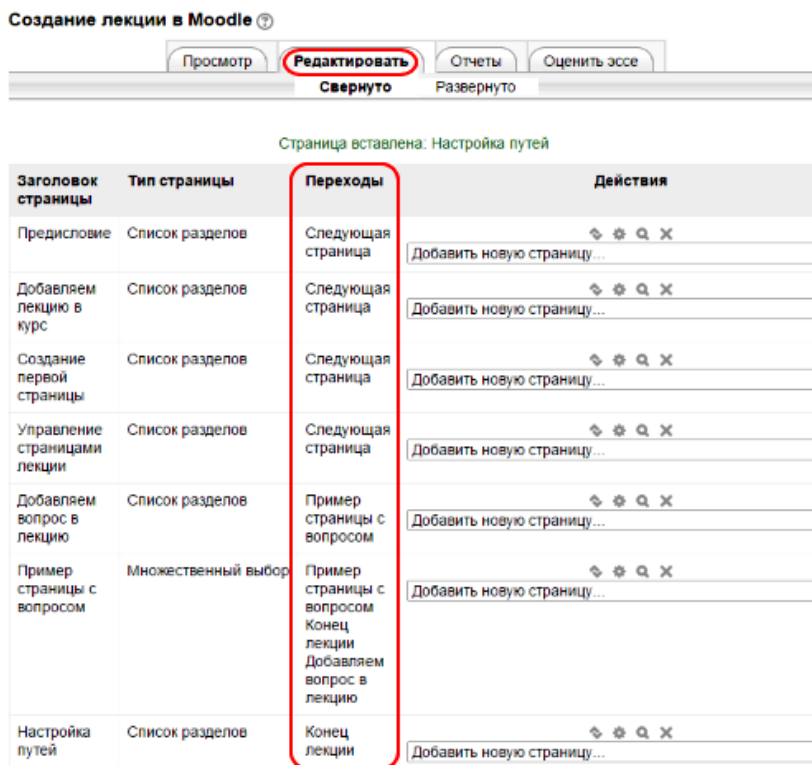 Создание лекции в Moodle ?
Просмотр Редактировать Отчеты Оценить эссе
Свернуто Развернуто
Страница вставлена: Настройка путей
Заголовок страницы Тип страницы Переходы Действия
Предисловие Список разделов Следующая
страница
Добавить новую страницу...
Добавляем Список разделов Следующая
лекцию в страница
Добавить новую страницу...
курс
Создание Список разделов Следующая
первой страница
Добавить новую страницу...
страницы
Управление Список разделов Следующая
страницами страница
Добавить новую страницу...
лекции
Добавляем Список разделов Пример
вопрос в страницы с
Добавить новую страницу...
лекцию вопросом
Пример Множественный выбор Пример
страницы с страницы с
Добавить новую страницу...
вопросом вопросом
Конец
лекции
Добавляем
вопрос в
лекцию
Настройка Список разделов Конец
путей лекции
Добавить новую страницу...